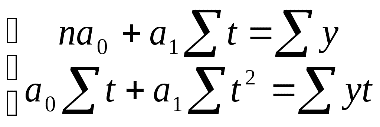 na₀ + a₁∑t = ∑y
a₀∑t + a₁∑t² = ∑yt